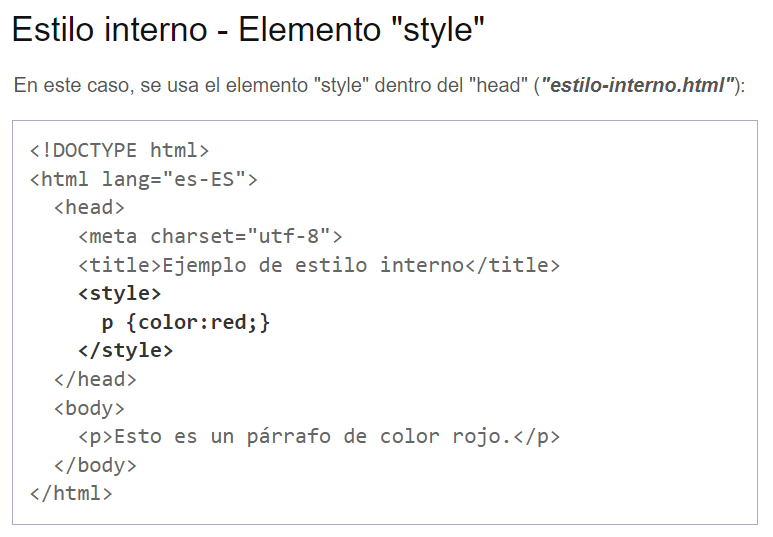 Estilo interno - Elemento "style"
En este caso, se usa el elemento "style" dentro del "head" ("estilo-interno.html"):
<!DOCTYPE html>
<html lang="es-ES">
  <head>
    <meta charset="utf-8">
    <title>Ejemplo de estilo interno</title>
    <style>
      p {color:red;}
    </style>
  </head>
  <body>
    <p>Esto es un párrafo de color rojo.</p>
  </body>
</html>